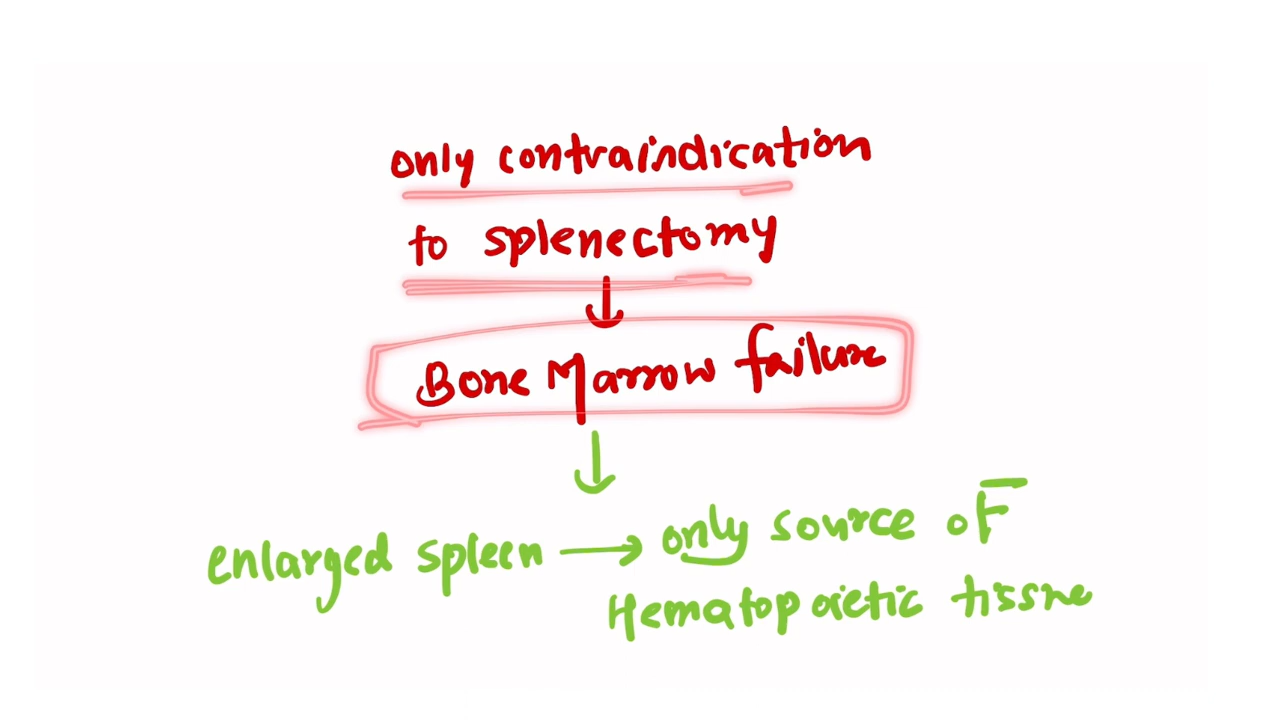 only contraindication
to splenectomy
Bone Marrow failure
enlarged spleen → only source of
Hematopoietic tissue